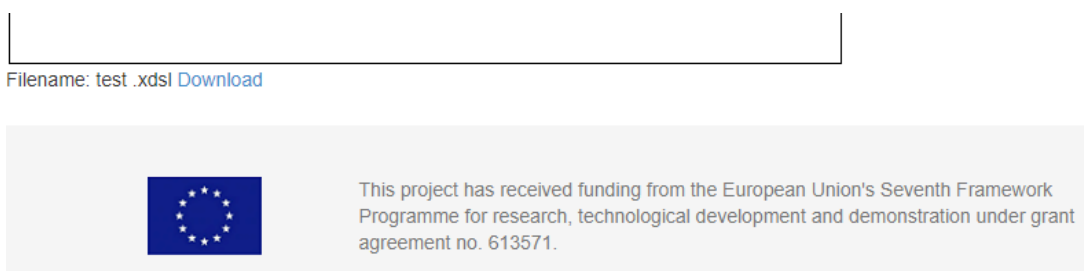 Filename: test .xdsl Download
This project has received funding from the European Union's Seventh Framework
Programme for research, technological development and demonstration under grant
agreement no. 613571.